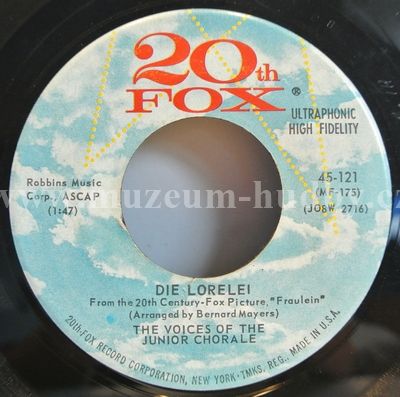 20th
FOX ®
ULTRAPHONIC
HIGH FIDELITY
Robbins Music
Corp., ASCAP
(1:47)
45-121
(MF-175)
(JO8W 2716)
DIE LORELEI
From the 20th Century-Fox Picture, "Fraulein"
(Arranged by Bernard Mayers)
THE VOICES OF THE
JUNIOR CHORALE
20th-FOX RECORD CORPORATION, NEW YORK-TMKS. REG., MADE IN U.S.A.